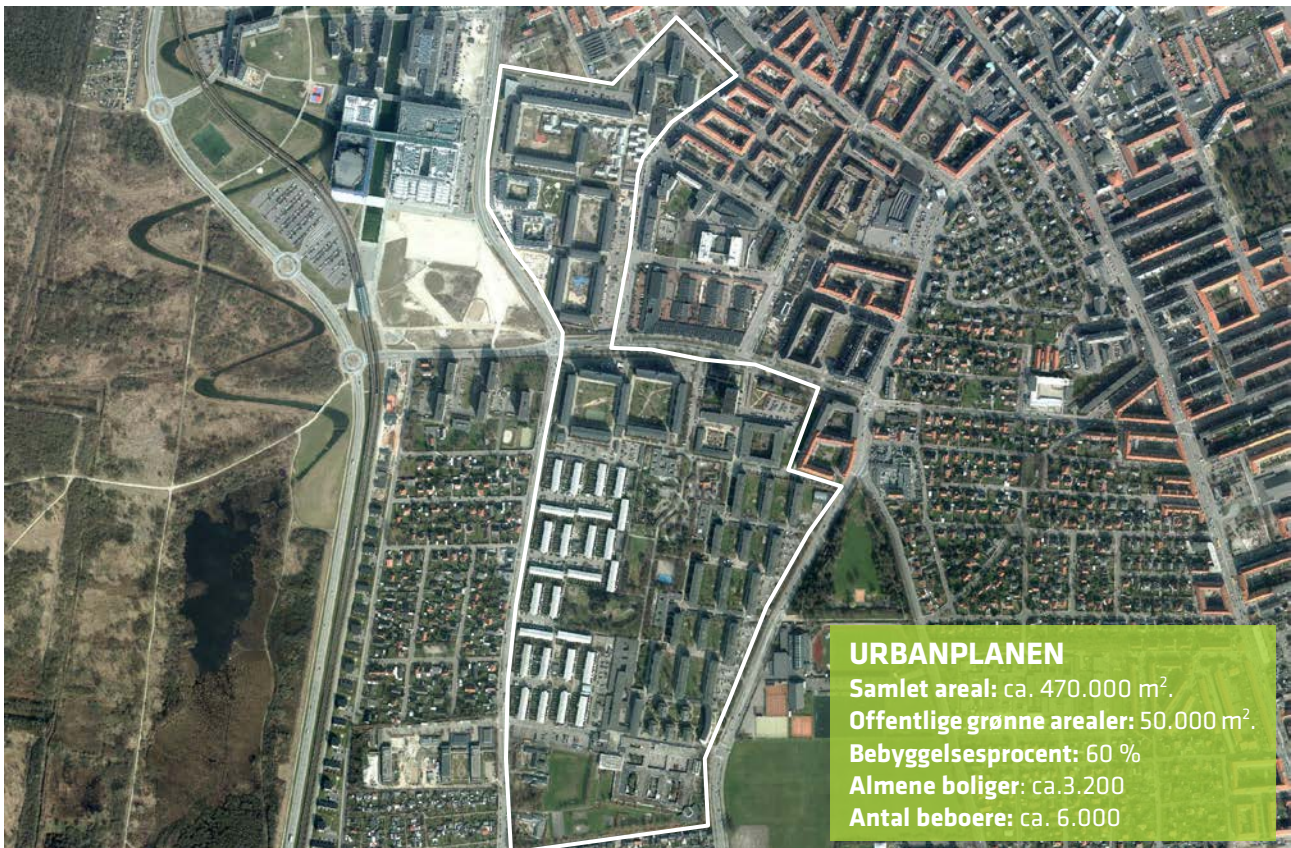 URBANPLANEN
Samlet areal: ca. 470.000 m².
Offentlige grønne arealer: 50.000 m².
Bebyggelsesprocent: 60 %
Almene boliger: ca.3.200
Antal beboere: ca. 6.000